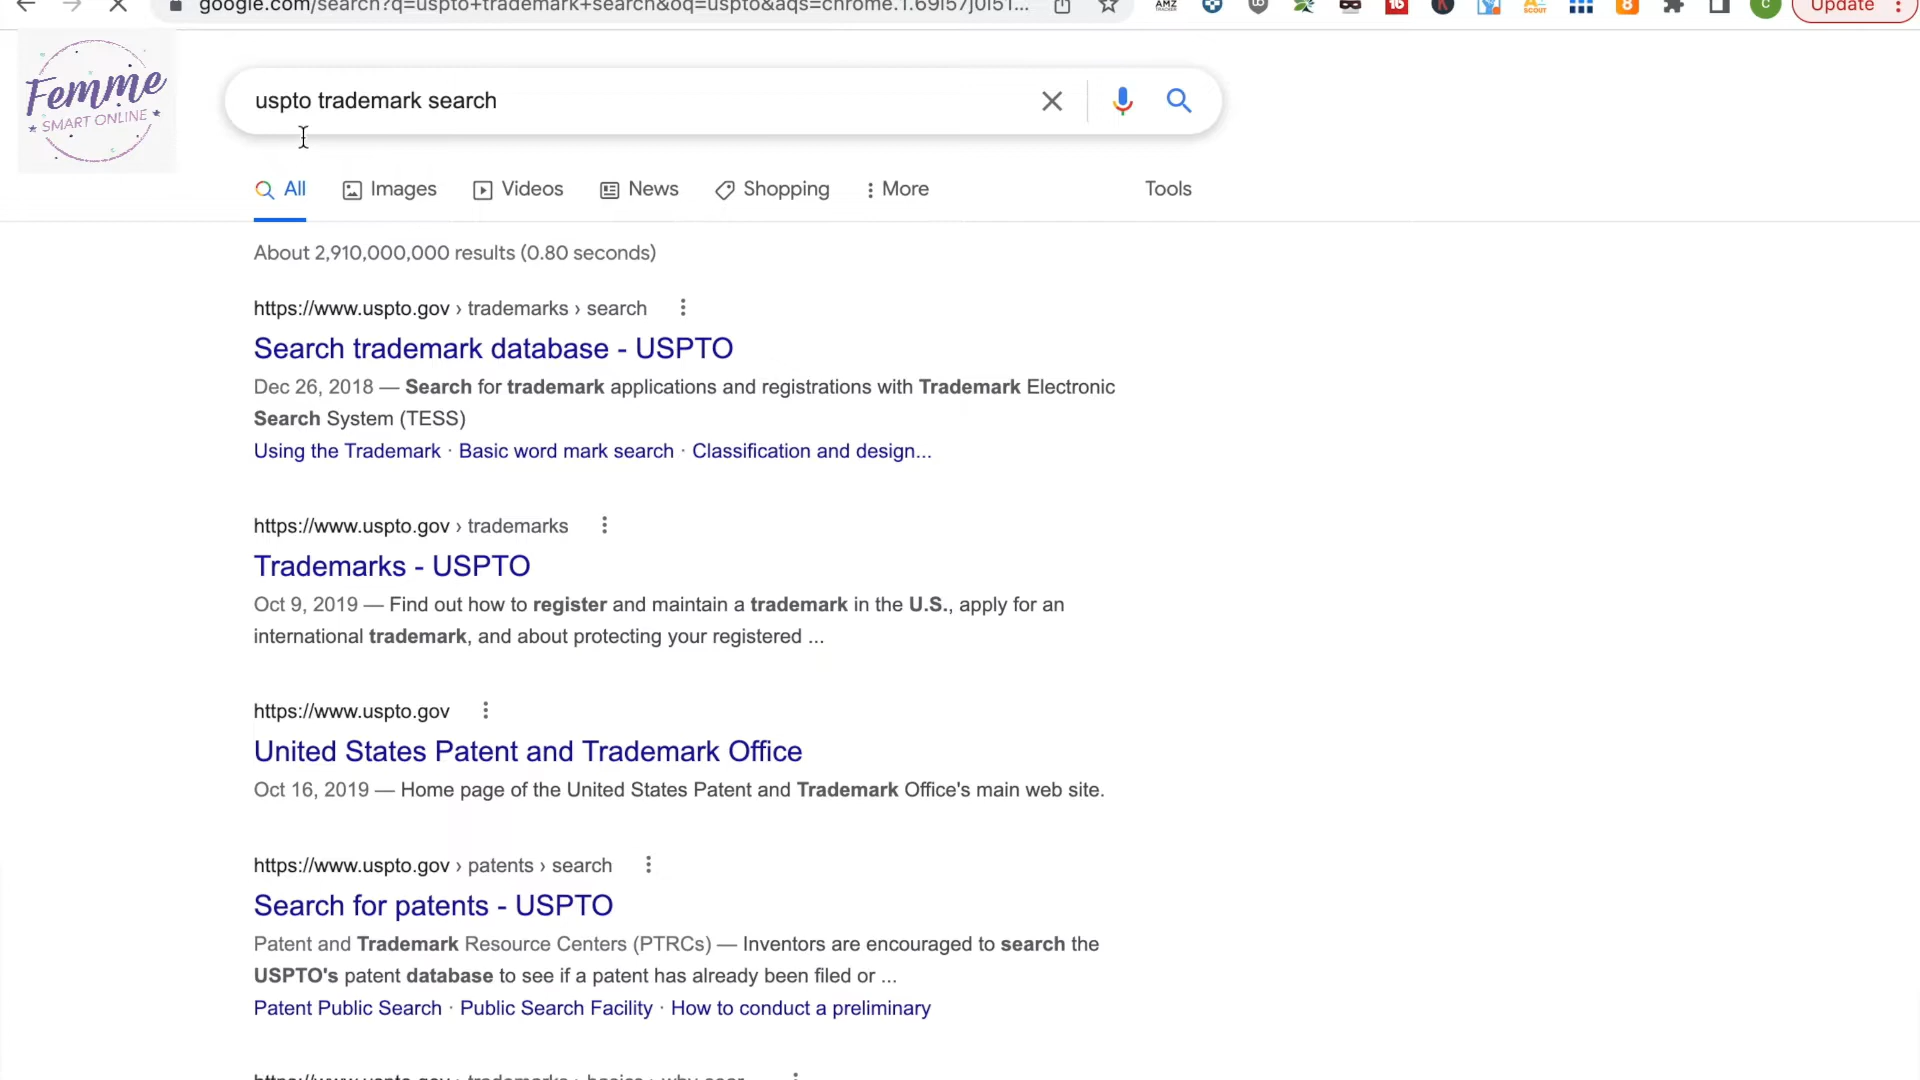 google.com/search?q=uspto+trademark+search&oq=uspto&aqs=chrome.1.69i57j0i51...
AMZ
16
K
8
C
Update
Femme
SMART ONLINE
uspto trademark search
All Images Videos News Shopping More Tools
About 2,910,000,000 results (0.80 seconds)
https://www.uspto.gov › trademarks › search
Search trademark database - USPTO
Dec 26, 2018 — Search for trademark applications and registrations with Trademark Electronic
Search System (TESS)
Using the Trademark · Basic word mark search · Classification and design...
https://www.uspto.gov › trademarks
Trademarks - USPTO
Oct 9, 2019 — Find out how to register and maintain a trademark in the U.S., apply for an
international trademark, and about protecting your registered ...
https://www.uspto.gov
United States Patent and Trademark Office
Oct 16, 2019 — Home page of the United States Patent and Trademark Office's main web site.
https://www.uspto.gov › patents › search
Search for patents - USPTO
Patent and Trademark Resource Centers (PTRCs) — Inventors are encouraged to search the
USPTO's patent database to see if a patent has already been filed or ...
Patent Public Search · Public Search Facility · How to conduct a preliminary